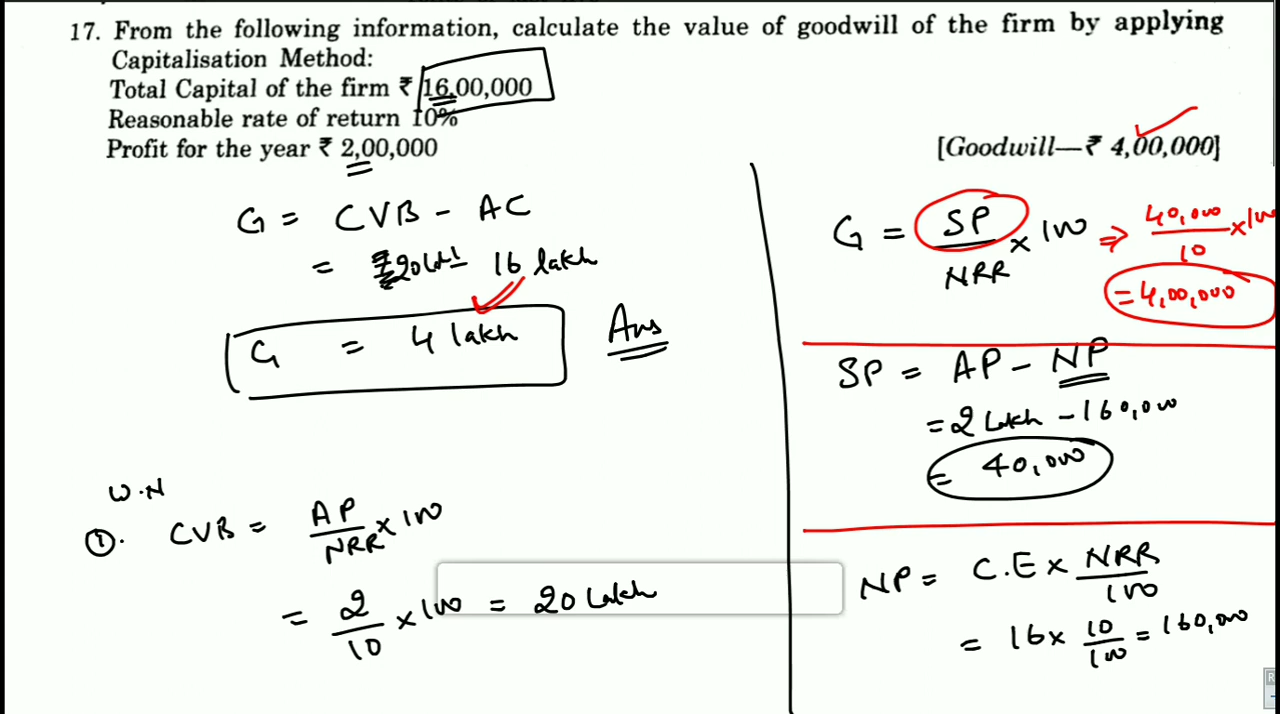 17. From the following information, calculate the value of goodwill of the firm by applying
Capitalisation Method:
Total Capital of the firm ₹ 16,00,000
Reasonable rate of return 10%
Profit for the year ₹ 2,00,000
[Goodwill—₹ 4,00,000]
G = CVB - AC
= 20 lakh 16 lakh
G = 4 lakh Ans
W.N
①. CVB = AP/NRR × 100
= 2/10 × 100 = 20 Lakh
G = SP/NRR × 100 ⇒ 40,000/10 × 100
= 4,00,000
SP = AP - NP
= 2 Lakh - 160,000
= 40,000
NP = C.E × NRR/100
= 16 × 10/100 = 160,000